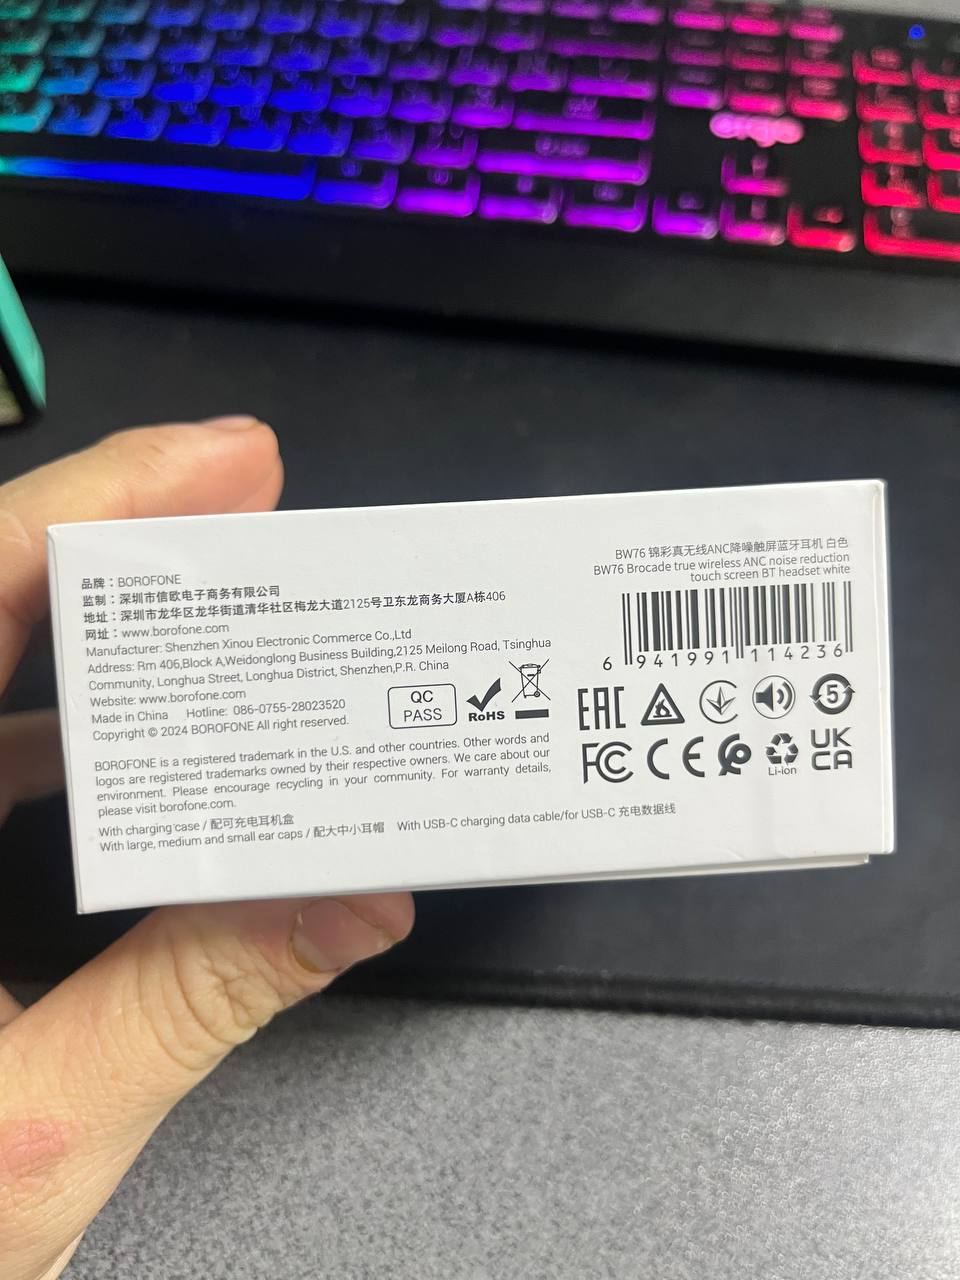 ergo
品牌：BOROFONE
监制：深圳市信欧电子商务有限公司
地址：深圳市龙华区龙华街道清华社区梅龙大道2125号卫东龙商务大厦A栋406
网址：www.borofone.com
Manufacturer: Shenzhen Xinou Electronic Commerce Co.,Ltd
Address: Rm 406,Block A,Weidonglong Business Building,2125 Meilong Road, Tsinghua
Community, Longhua Street, Longhua District, Shenzhen,P.R. China
Website: www.borofone.com
Made in China Hotline: 086-0755-28023520
Copyright © 2024 BOROFONE All right reserved.
QC
PASS
RoHS
BOROFONE is a registered trademark in the U.S. and other countries. Other words and
logos are registered trademarks owned by their respective owners. We care about our
environment. Please encourage recycling in your community. For warranty details,
please visit borofone.com.
With charging case / 配可充电耳机盒
With large, medium and small ear caps / 配大中小耳帽 With USB-C charging data cable/for USB-C 充电数据线
BW76 锦彩真无线ANC降噪触屏蓝牙耳机 白色
BW76 Brocade true wireless ANC noise reduction
touch screen BT headset white
6 941991 114236
EAC 5
FC CE Li-ion UK
CA